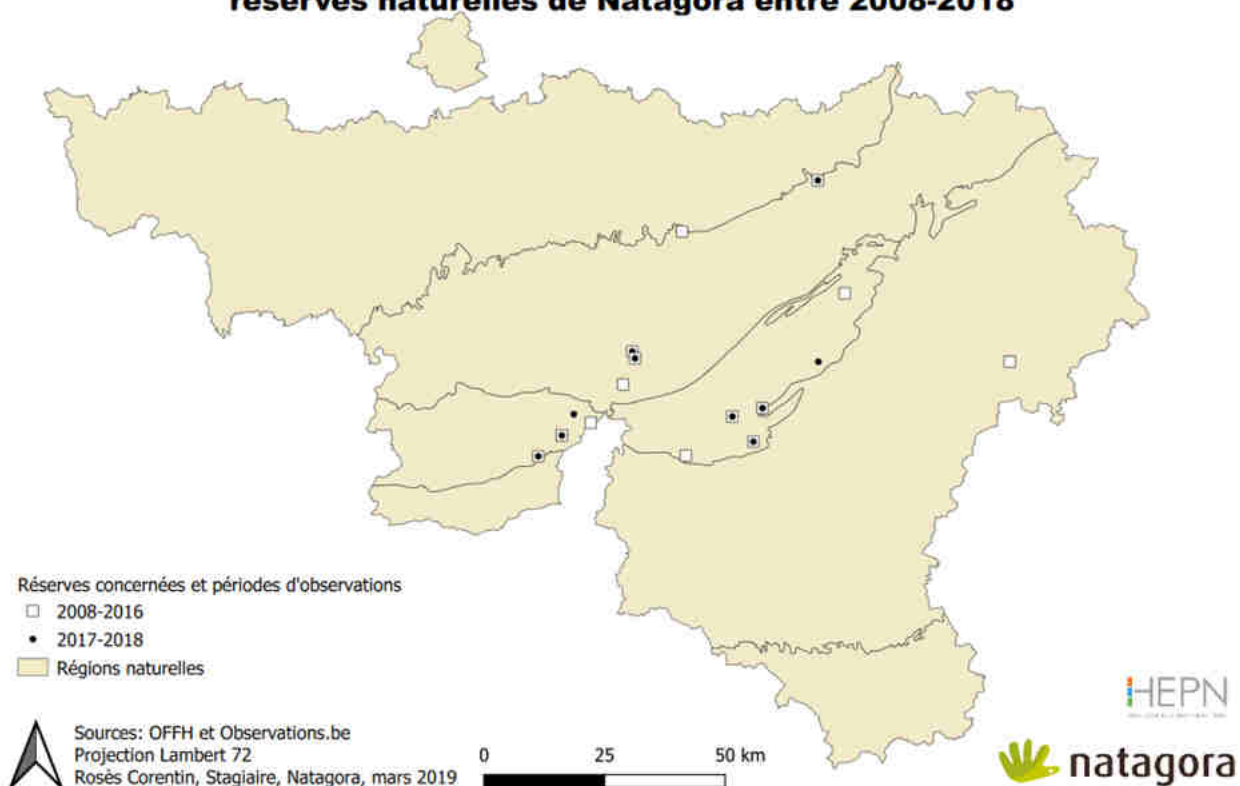 réserves naturelles de Natagora entre 2008-2018
Réserves concernées et périodes d'observations
2008-2016
2017-2018
Régions naturelles
Sources: OFFH et Observations.be
Projection Lambert 72
Rosès Corentin, Stagiaire, Natagora, mars 2019
0 25 50 km
HEPN
natagora